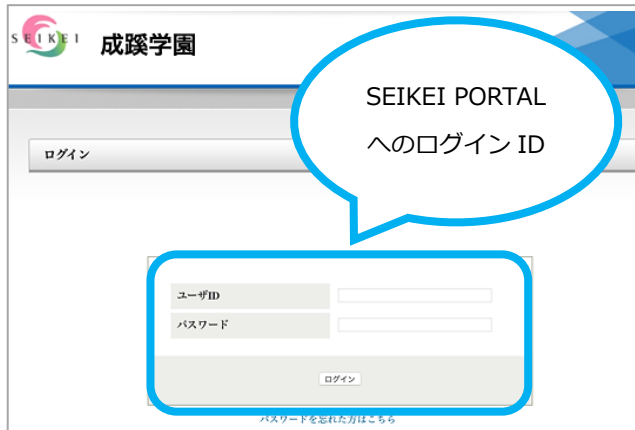 SEIKEI 成蹊学園
SEIKEI PORTAL
へのログイン ID
ログイン
ユーザID
パスワード
ログイン
パスワードを忘れた方はこちら